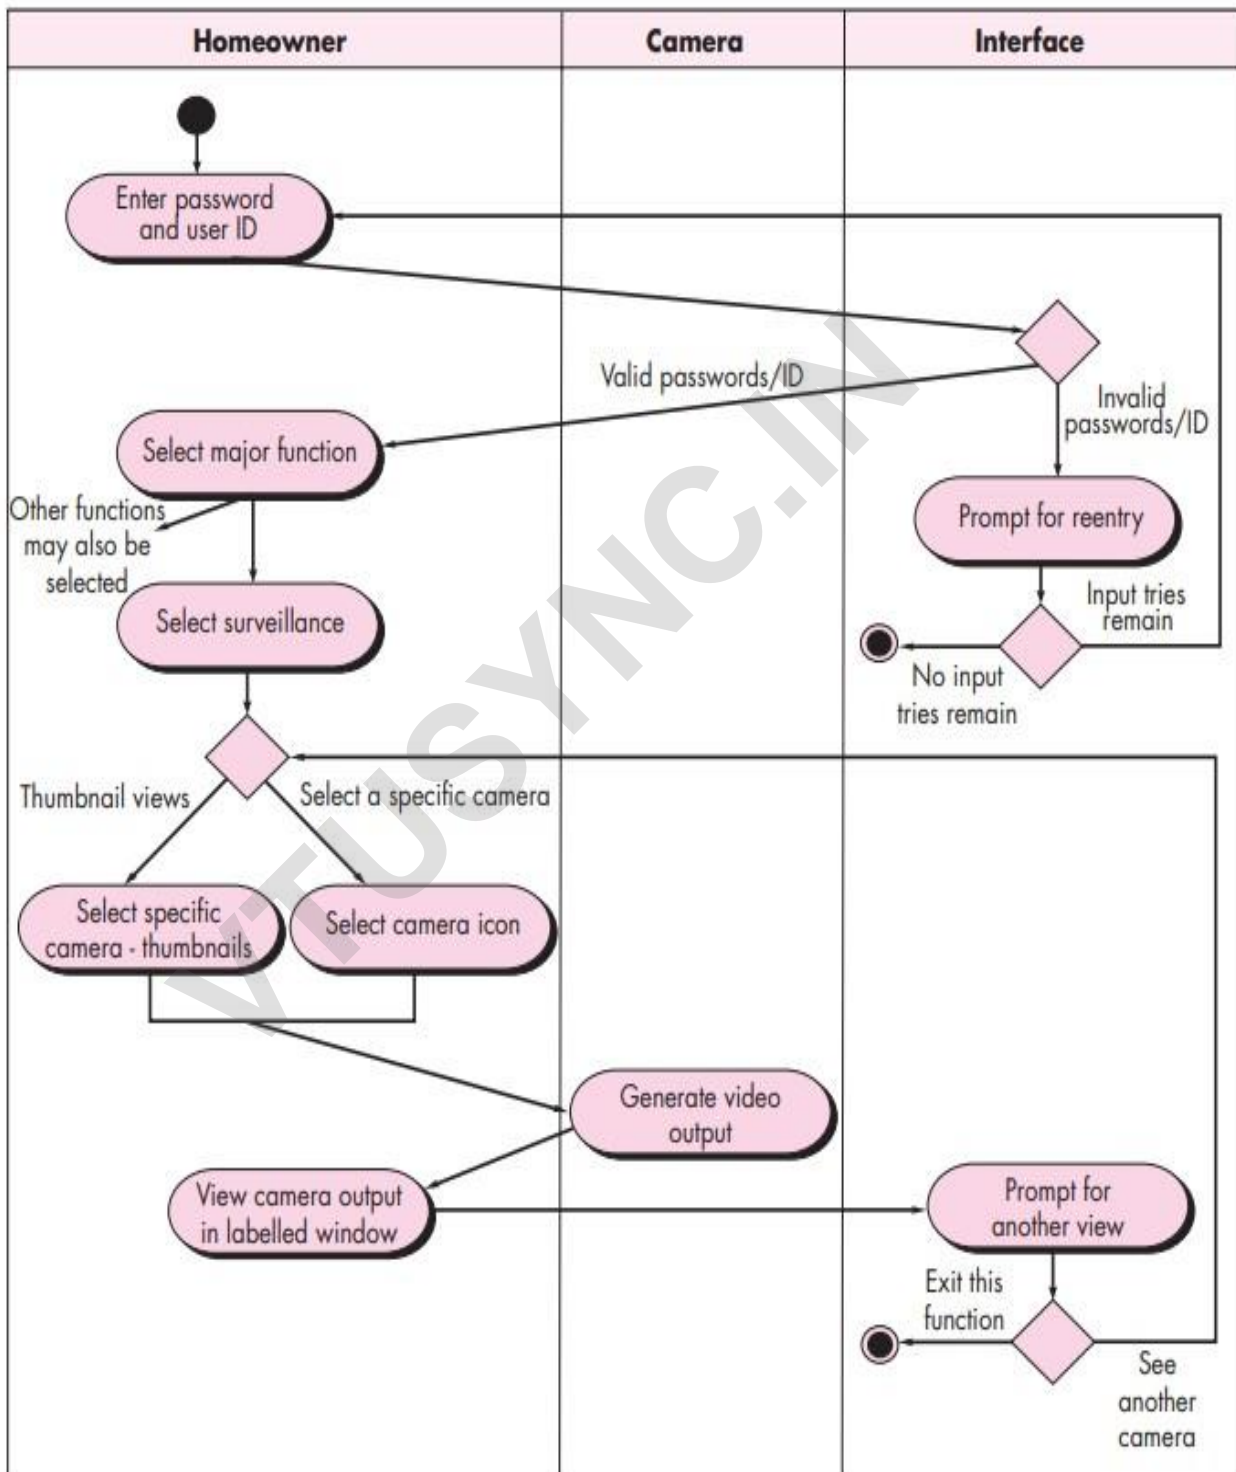 Homeowner
Camera
Interface
Enter password
and user ID
Valid passwords/ID
Invalid
passwords/ID
Select major function
Other functions
may also be
selected
Prompt for reentry
Input tries
remain
Select surveillance
No input
tries remain
Thumbnail views
Select a specific camera
Select specific
camera - thumbnails
Select camera icon
Generate video
output
View camera output
in labelled window
Prompt for
another view
Exit this
function
See
another
camera
VTUSYNC.IN